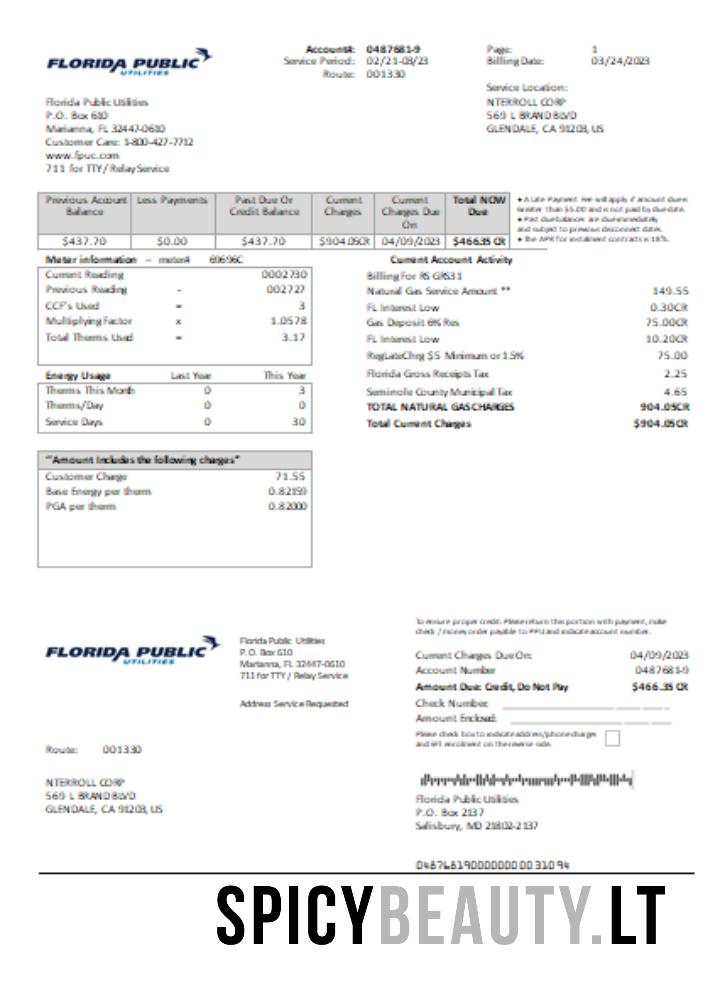 FLORIDA PUBLIC
UTILITIES
Account#: 0487681-9
Service Period: 02/21-03/23
Route: 001330
Page: 1
Billing Date: 03/24/2023
Service Location:
NTERROLL CORP
569 L BRAND BLVD
GLENDALE, CA 91203, US
Florida Public Utilities
P.O. Box 610
Marianna, FL 32447-0610
Customer Care: 1-800-427-7712
www.fpuc.com
711 for TTY/ Relay Service
Previous Account Balance Less Payments Past Due Or Credit Balance Current Charges Current Charges Due On Total NOW Due
$437.70 $0.00 $437.70 $904.05CR 04/09/2023 $466.35 CR
• A Late Payment Fee will apply if amount due is
Greater than $5.00 and is not paid by due date.
• Past due balances are due immediately
and subject to previous disconnect dates.
• The APR for instalment contracts is 18%.
Meter information – meter# 69696C
Current Reading 0002730
Previous Reading - 002727
CCF's Used = 3
Multiplying Factor x 1.0578
Total Therms Used = 3.17
Energy Usage Last Year This Year
Therms This Month 0 3
Therms/Day 0 0
Service Days 0 30
"Amount Includes the following charges"
Customer Charge 71.55
Base Energy per therm 0.82159
PGA per therm 0.82000
Current Account Activity
Billing For RS GRS31
Natural Gas Service Amount ** 149.55
FL Interest Low 0.30CR
Gas Deposit 6% Res 75.00CR
FL Interest Low 10.20CR
RegLateChrg $5 Minimum or 1.5% 75.00
Florida Gross Receipts Tax 2.25
Seminole County Municipal Tax 4.65
TOTAL NATURAL GAS CHARGES 904.05CR
Total Current Charges $904.05CR
FLORIDA PUBLIC
UTILITIES
Florida Public Utilities
P.O. Box 610
Marianna, FL 32447-0610
711 for TTY / Relay Service
Address Service Requested
To ensure proper credit. Please return this portion with payment, make
check / money order payable to FPU and indicate account number.
Current Charges Due On: 04/09/2023
Account Number 0487681-9
Amount Due: Credit, Do Not Pay $466.35 CR
Check Number:
Amount Enclosed:
Please check box to indicate address/phone changes
and EFT enrolment on the reverse side.
Route: 001330
NTERROLL CORP
569 L BRAND BLVD
GLENDALE, CA 91203, US
Florida Public Utilities
P.O. Box 2137
Salisbury, MD 21802-2137
SPICYBEAUTY.LT